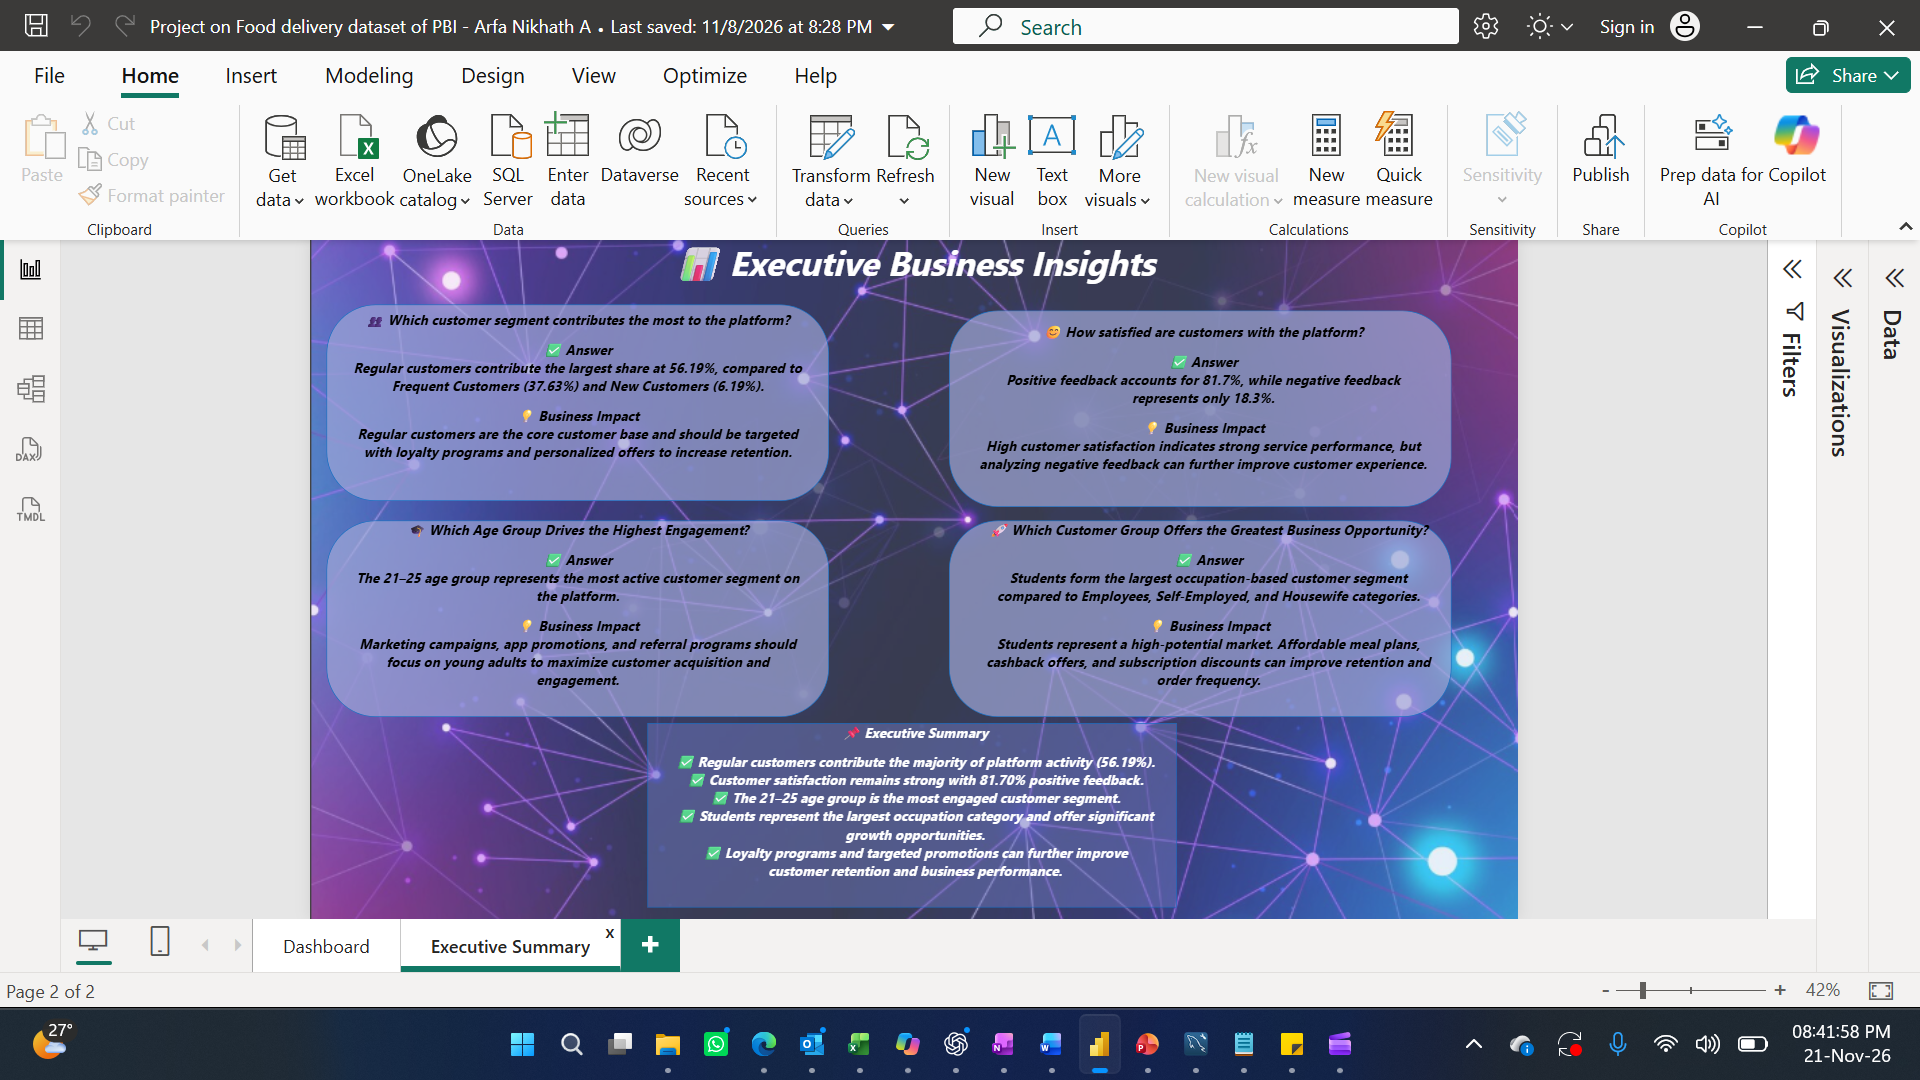 Project on Food delivery dataset of PBI - Arfa Nikhath A • Last saved: 11/8/2026 at 8:28 PM
Search
Sign in
File Home Insert Modeling Design View Optimize Help
Share
Paste
Cut
Copy
Format painter
Clipboard
Get data
Excel workbook
OneLake catalog
SQL Server
Enter data
Dataverse
Recent sources
Data
Transform data
Refresh
Queries
New visual
Text box
More visuals
Insert
New visual calculation
New measure
Quick measure
Calculations
Sensitivity
Sensitivity
Publish
Share
Prep data for AI
Copilot
Copilot
DAX
TMDL
📊 Executive Business Insights
👥 Which customer segment contributes the most to the platform?
✅ Answer
Regular customers contribute the largest share at 56.19%, compared to
Frequent Customers (37.63%) and New Customers (6.19%).
💡 Business Impact
Regular customers are the core customer base and should be targeted
with loyalty programs and personalized offers to increase retention.
😊 How satisfied are customers with the platform?
✅ Answer
Positive feedback accounts for 81.7%, while negative feedback
represents only 18.3%.
💡 Business Impact
High customer satisfaction indicates strong service performance, but
analyzing negative feedback can further improve customer experience.
🎓 Which Age Group Drives the Highest Engagement?
✅ Answer
The 21–25 age group represents the most active customer segment on
the platform.
💡 Business Impact
Marketing campaigns, app promotions, and referral programs should
focus on young adults to maximize customer acquisition and
engagement.
🚀 Which Customer Group Offers the Greatest Business Opportunity?
✅ Answer
Students form the largest occupation-based customer segment
compared to Employees, Self-Employed, and Housewife categories.
💡 Business Impact
Students represent a high-potential market. Affordable meal plans,
cashback offers, and subscription discounts can improve retention and
order frequency.
📌 Executive Summary
✅ Regular customers contribute the majority of platform activity (56.19%).
✅ Customer satisfaction remains strong with 81.70% positive feedback.
✅ The 21–25 age group is the most engaged customer segment.
✅ Students represent the largest occupation category and offer significant
growth opportunities.
✅ Loyalty programs and targeted promotions can further improve
customer retention and business performance.
Filters
Visualizations
Data
Dashboard
Executive Summary
x
Page 2 of 2
- + 42%
27°
08:41:58 PM
21-Nov-26